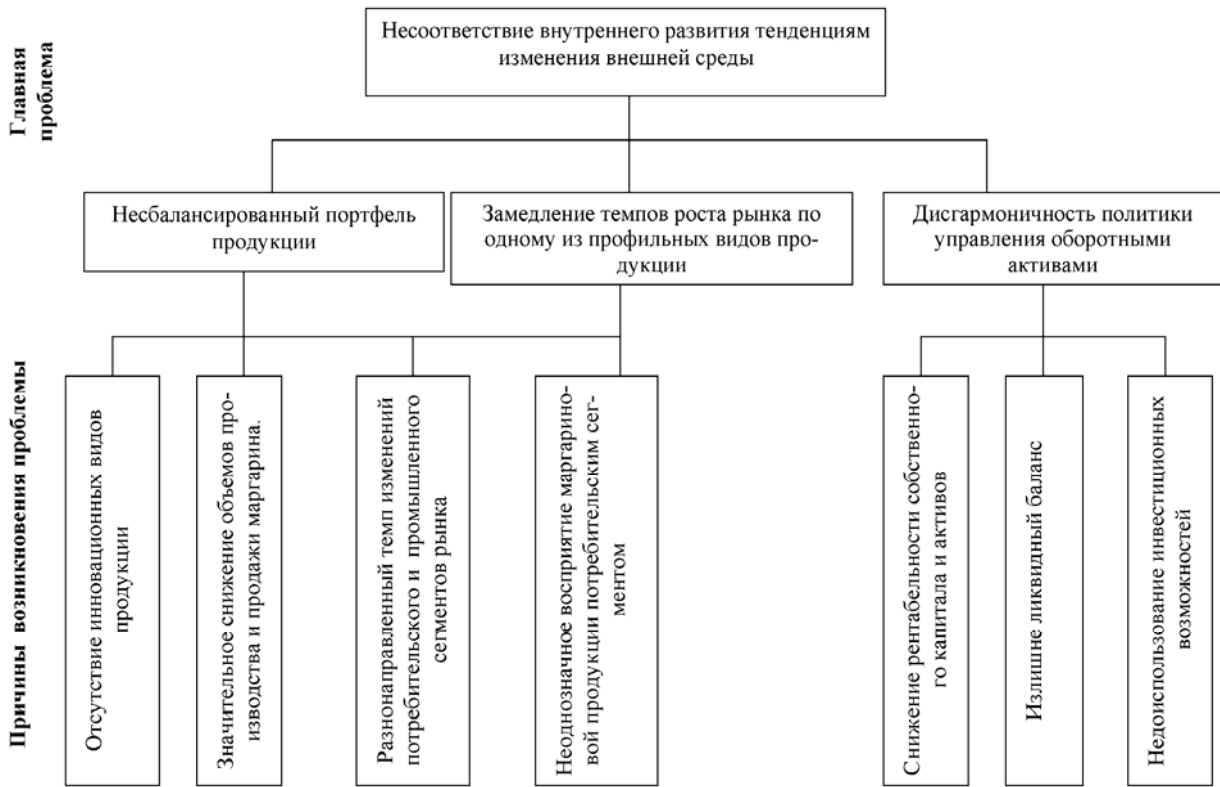 Главная
проблема
Несоответствие внутреннего развития тенденциям
изменения внешней среды
Несбалансированный портфель
продукции
Замедление темпов роста рынка по
одному из профильных видов про-
дукции
Дисгармоничность политики
управления оборотными
активами
Причины возникновения проблемы
Отсутствие инновационных видов
продукции
Значительное снижение объемов про-
изводства и продажи маргарина.
Разнонаправленный темп изменений
потребительского и промышленного
сегментов рынка
Неоднозначное восприятие маргарино-
вой продукции потребительским сег-
ментом
Снижение рентабельности собственно-
го капитала и активов
Излишне ликвидный баланс
Недоиспользование инвестиционных
возможностей